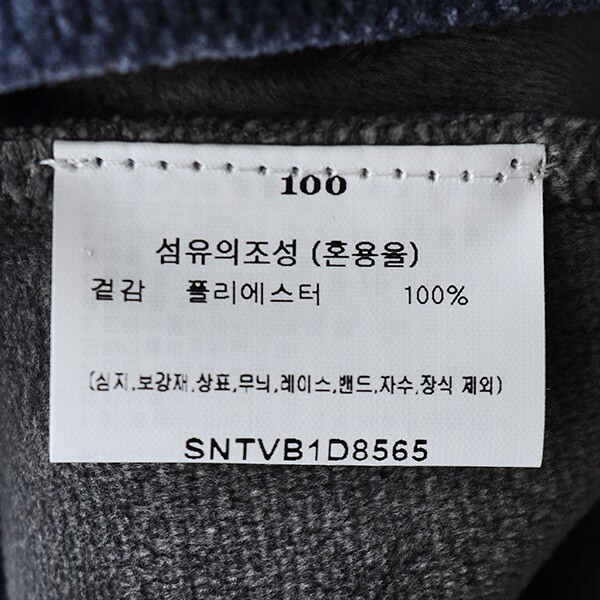 100
섬유의조성 (혼용율)
겉감 폴리에스터 100%
(심지,보강재,상표,무늬,레이스,밴드,자수,장식 제외)
SNTVB1D8565